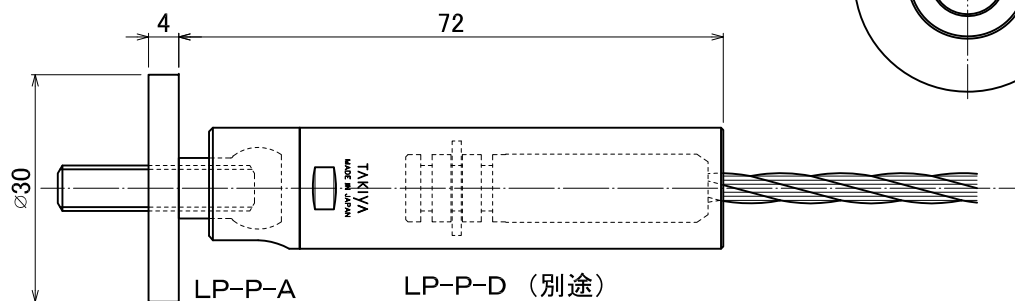 4
72
⌀30
TAKIYA
MADE IN JAPAN
LP-P-A
LP-P-D （別途）